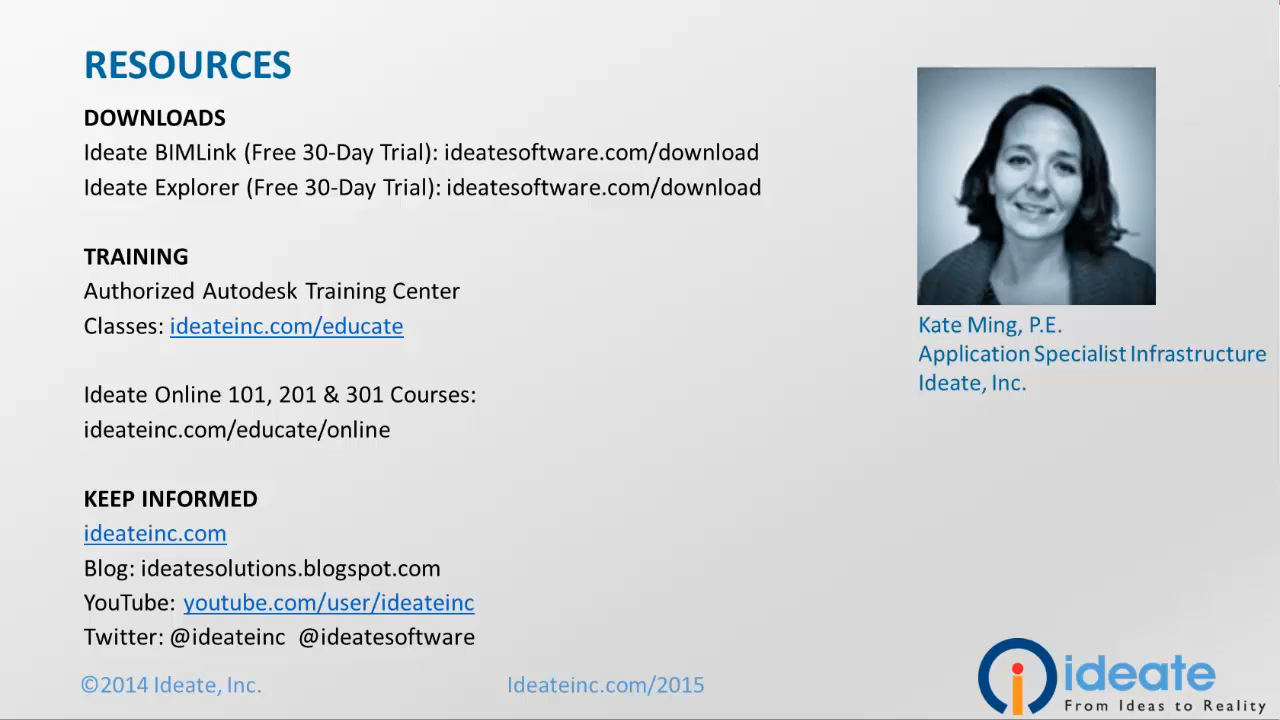 RESOURCES
DOWNLOADS
Ideate BIMLink (Free 30-Day Trial): ideatesoftware.com/download
Ideate Explorer (Free 30-Day Trial): ideatesoftware.com/download
TRAINING
Authorized Autodesk Training Center
Classes: ideateinc.com/educate
Ideate Online 101, 201 & 301 Courses:
ideateinc.com/educate/online
KEEP INFORMED
ideateinc.com
Blog: ideatesolutions.blogspot.com
YouTube: youtube.com/user/ideateinc
Twitter: @ideateinc @ideatesoftware
Kate Ming, P.E.
Application Specialist Infrastructure
Ideate, Inc.
©2014 Ideate, Inc.
Ideateinc.com/2015
ideate
From Ideas to Reality